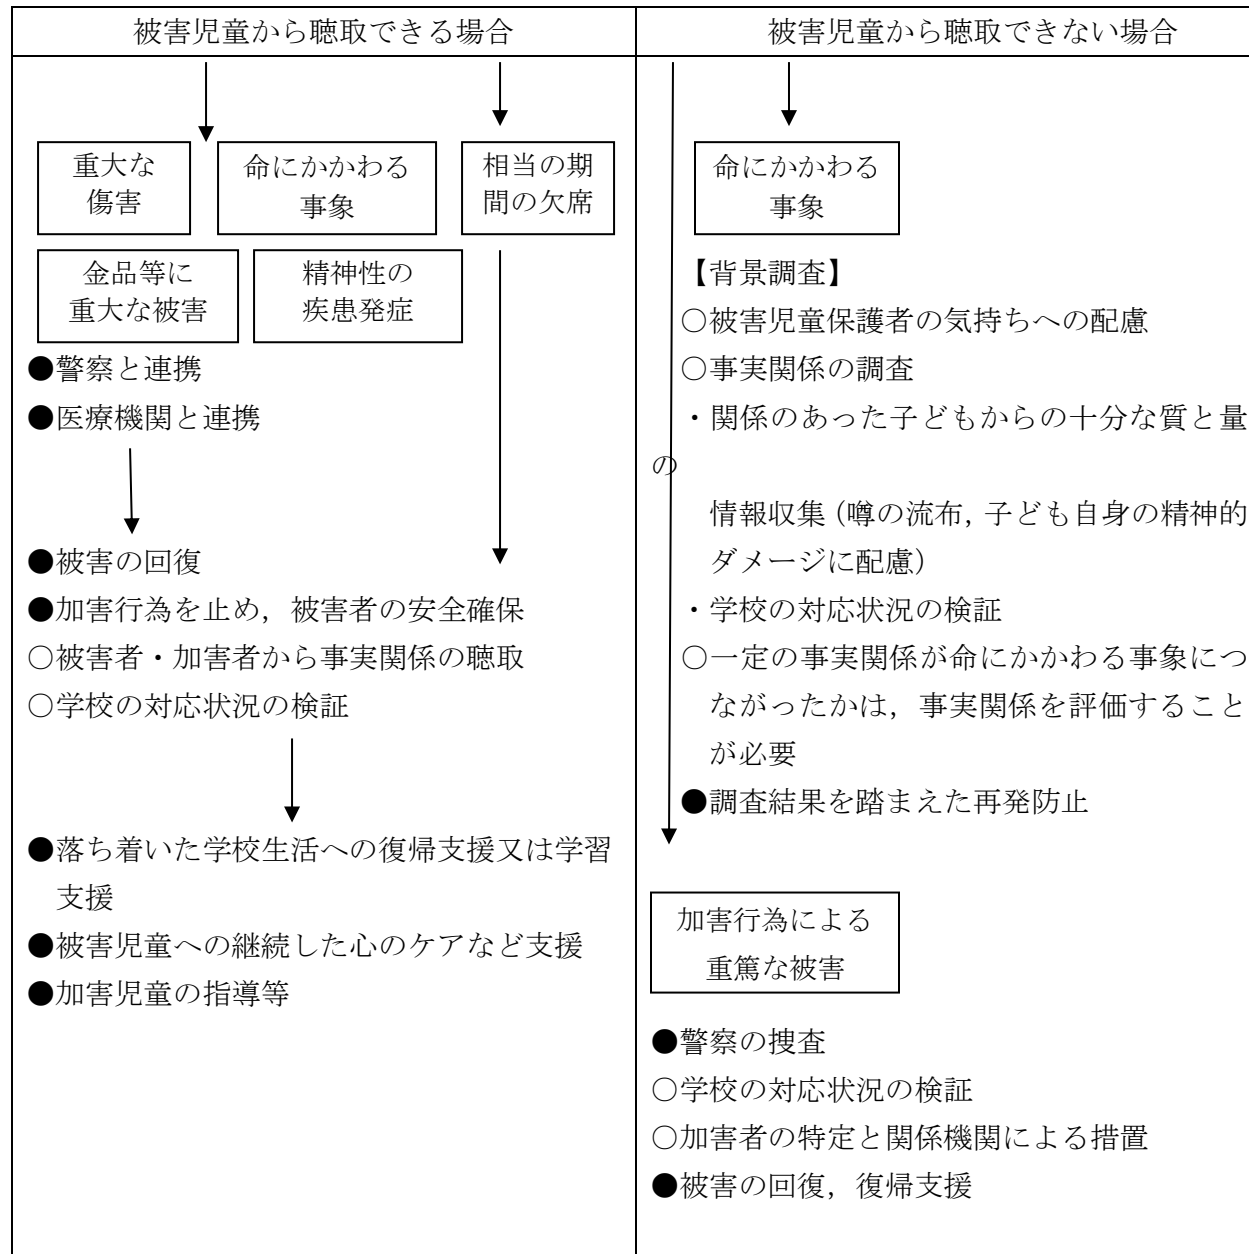 被害児童から聴取できる場合
重大な
傷害
命にかかわる
事象
相当の期
間の欠席
金品等に
重大な被害
精神性の
疾患発症
●警察と連携
●医療機関と連携
●被害の回復
●加害行為を止め，被害者の安全確保
○被害者・加害者から事実関係の聴取
○学校の対応状況の検証
●落ち着いた学校生活への復帰支援又は学習
支援
●被害児童への継続した心のケアなど支援
●加害児童の指導等
被害児童から聴取できない場合
命にかかわる
事象
【背景調査】
○被害児童保護者の気持ちへの配慮
○事実関係の調査
・関係のあった子どもからの十分な質と量
の
情報収集（噂の流布，子ども自身の精神的
ダメージに配慮）
・学校の対応状況の検証
○一定の事実関係が命にかかわる事象につ
ながったかは，事実関係を評価すること
が必要
●調査結果を踏まえた再発防止
加害行為による
重篤な被害
●警察の捜査
○学校の対応状況の検証
○加害者の特定と関係機関による措置
●被害の回復，復帰支援